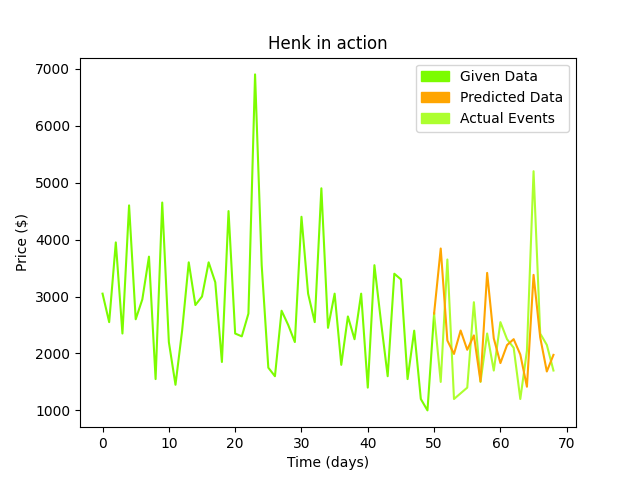 Henk in action
Price ($)
7000
6000
5000
4000
3000
2000
1000
Given Data
Predicted Data
Actual Events
0 10 20 30 40 50 60 70
Time (days)